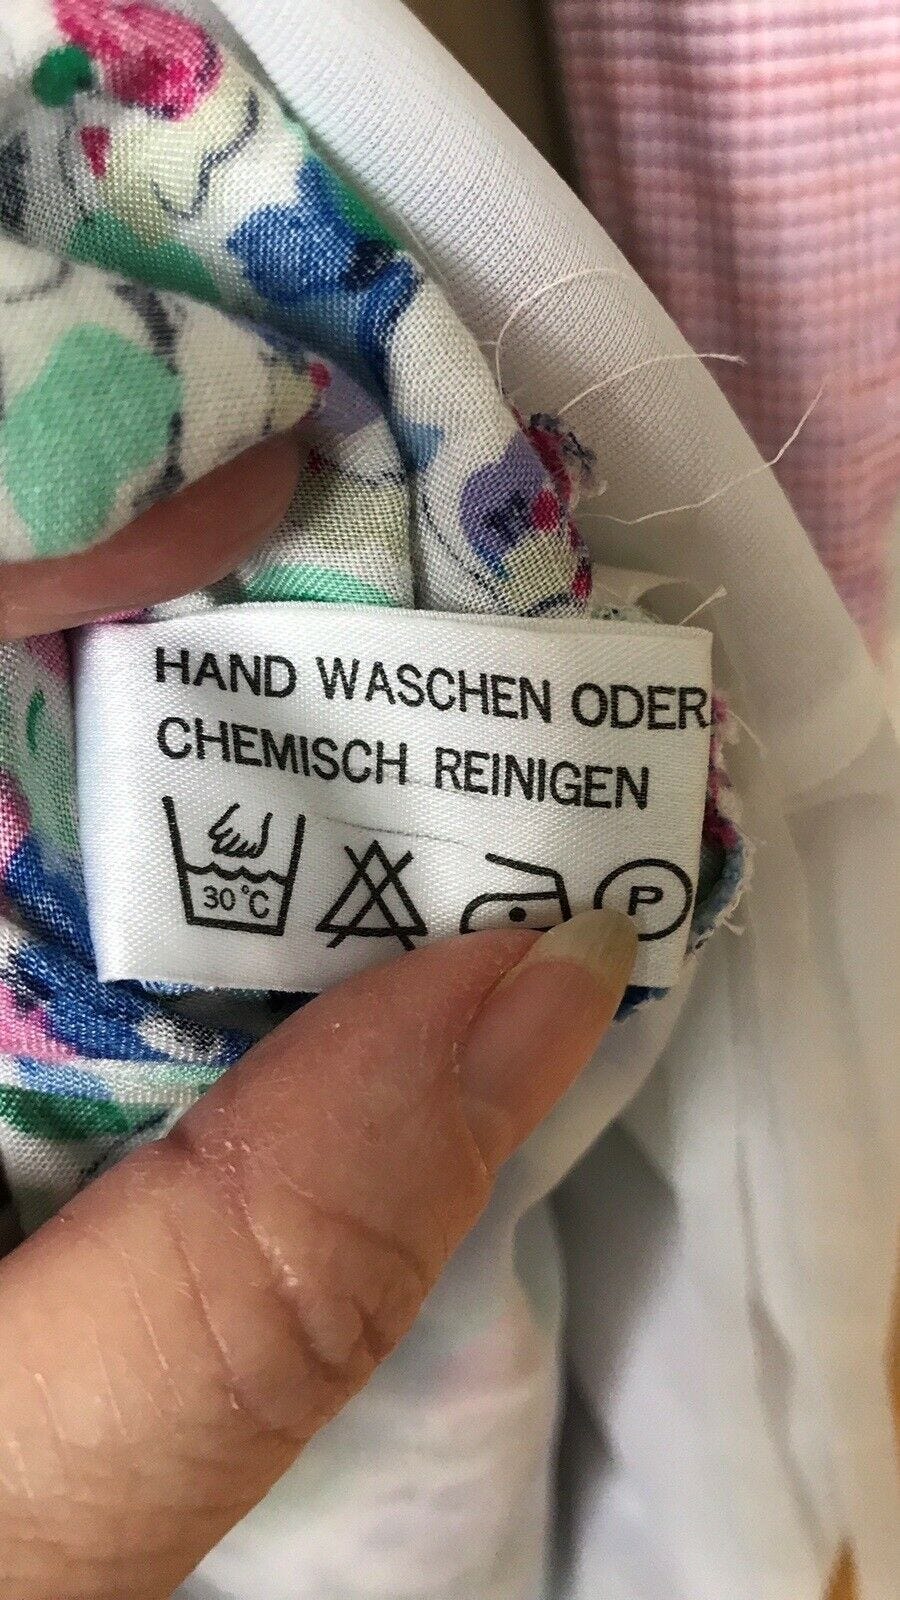 HAND WASCHEN ODER
CHEMISCH REINIGEN
30°C
P